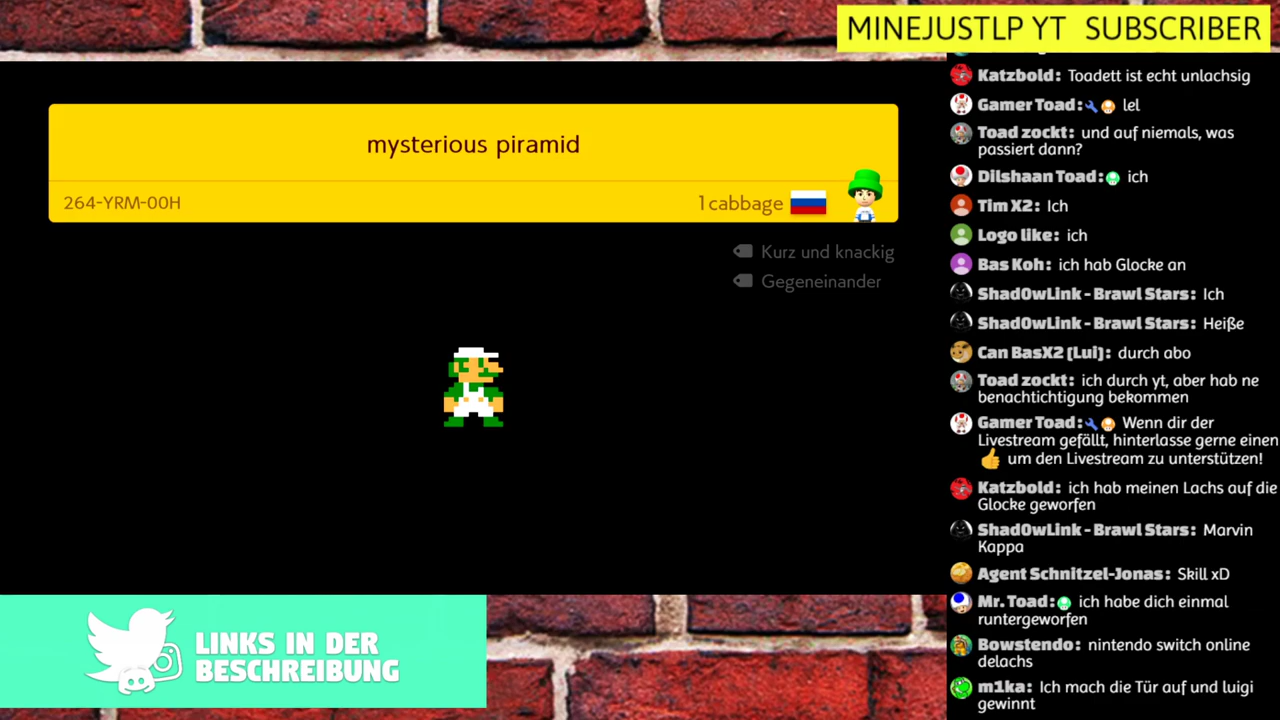 MINEJUSTLP YT SUBSCRIBER
mysterious piramid
264-YRM-00H
1 cabbage
Kurz und knackig
Gegeneinander
LINKS IN DER
BESCHREIBUNG
Katzbold: Toadett ist echt unlachsig
Gamer Toad: lel
Toad zockt: und auf niemals, was
passiert dann?
Dilshaan Toad: ich
Tim X2: Ich
Logo like: ich
Bas Koh: ich hab Glocke an
Shad0wLink - Brawl Stars: Ich
Shad0wLink - Brawl Stars: Heiße
Can BasX2 (Lui): durch abo
Toad zockt: ich durch yt, aber hab ne
benachtichtigung bekommen
Gamer Toad: Wenn dir der
Livestream gefällt, hinterlasse gerne einen
👍 um den Livestream zu unterstützen!
Katzbold: ich hab meinen Lachs auf die
Glocke geworfen
Shad0wLink - Brawl Stars: Marvin
Kappa
Agent Schnitzel-Jonas: Skill xD
Mr. Toad: ich habe dich einmal
runtergeworfen
Bowstendo: nintendo switch online
delachs
m1ka: Ich mach die Tür auf und luigi
gewinnt